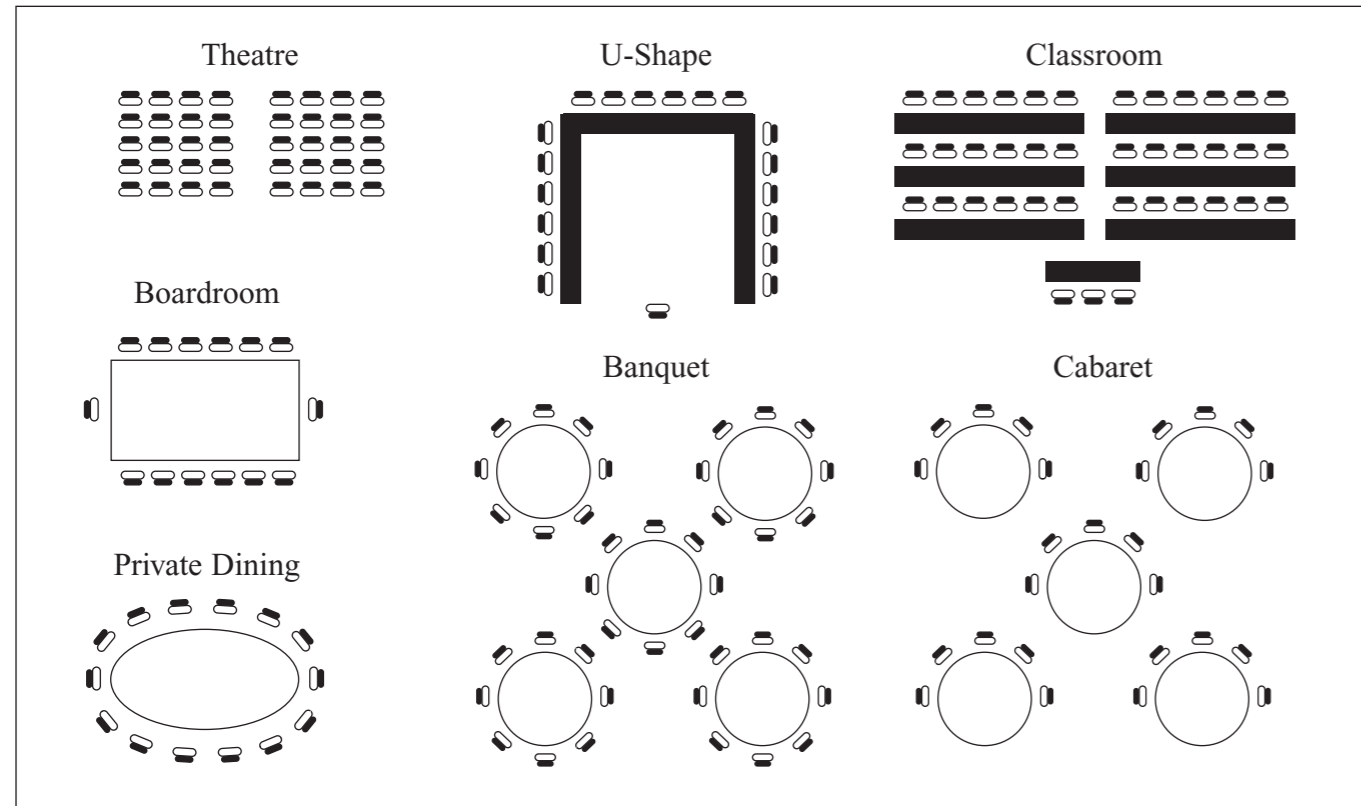 Theatre
U-Shape
Classroom
Boardroom
Banquet
Cabaret
Private Dining